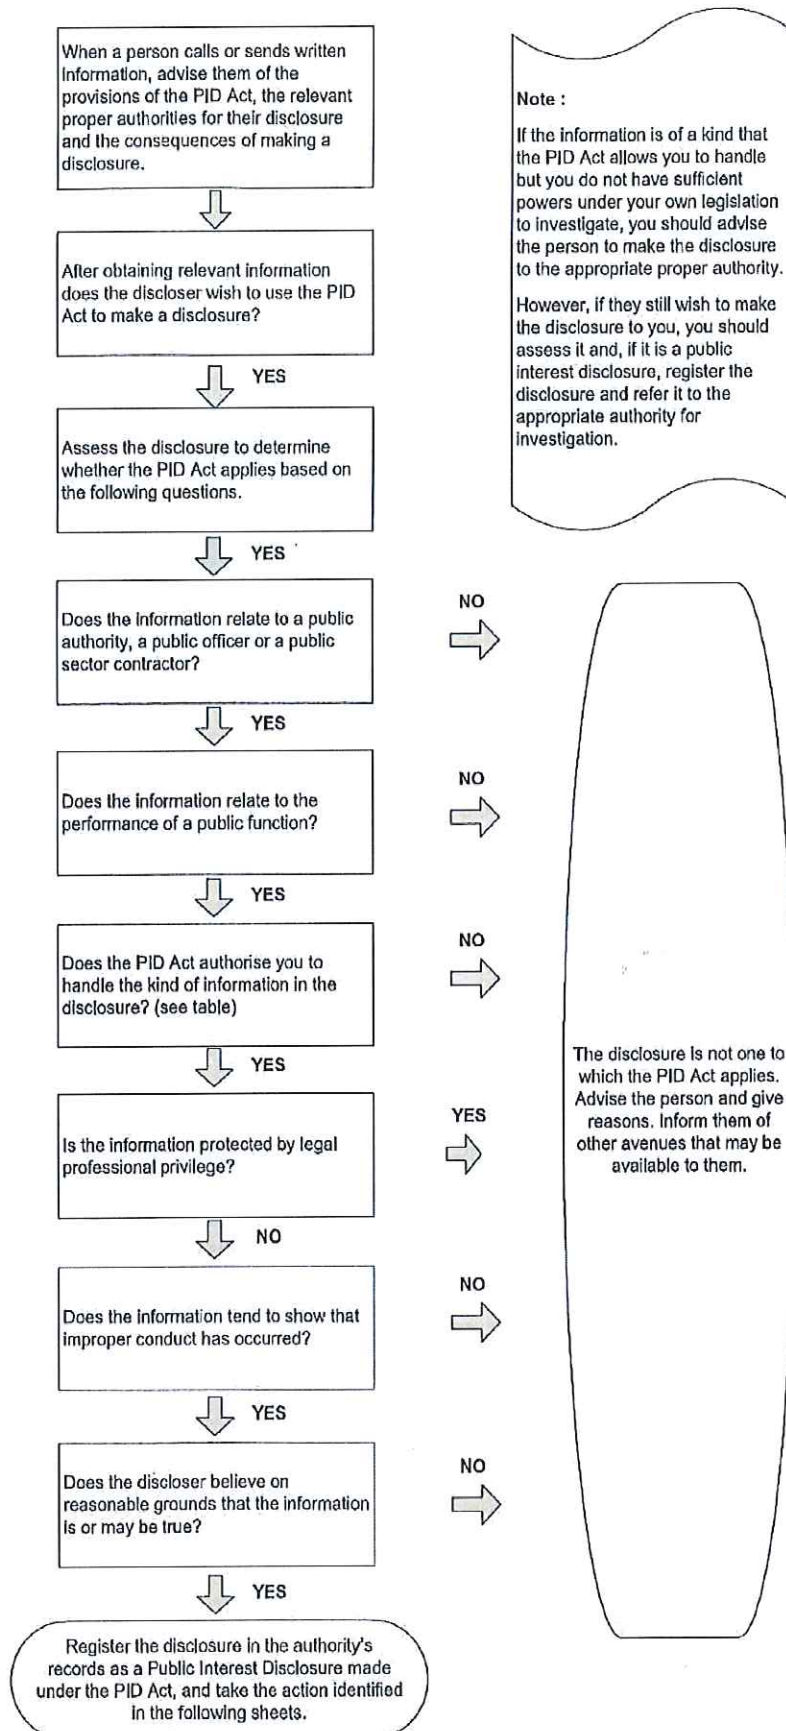 When a person calls or sends written
Information, advise them of the
provisions of the PID Act, the relevant
proper authorities for their disclosure
and the consequences of making a
disclosure.
After obtaining relevant information
does the discloser wish to use the PID
Act to make a disclosure?
YES
Assess the disclosure to determine
whether the PID Act applies based on
the following questions.
YES
Does the information relate to a public
authority, a public officer or a public
sector contractor?
NO
YES
Does the information relate to the
performance of a public function?
NO
YES
Does the PID Act authorise you to
handle the kind of information in the
disclosure? (see table)
NO
YES
Is the information protected by legal
professional privilege?
YES
NO
Does the information tend to show that
improper conduct has occurred?
NO
YES
Does the discloser believe on
reasonable grounds that the information
is or may be true?
NO
YES
Register the disclosure in the authority's
records as a Public Interest Disclosure made
under the PID Act, and take the action identified
in the following sheets.
Note :
If the information is of a kind that
the PID Act allows you to handle
but you do not have sufficient
powers under your own legislation
to investigate, you should advise
the person to make the disclosure
to the appropriate proper authority.
However, if they still wish to make
the disclosure to you, you should
assess it and, if it is a public
interest disclosure, register the
disclosure and refer it to the
appropriate authority for
investigation.
The disclosure is not one to
which the PID Act applies.
Advise the person and give
reasons. Inform them of
other avenues that may be
available to them.